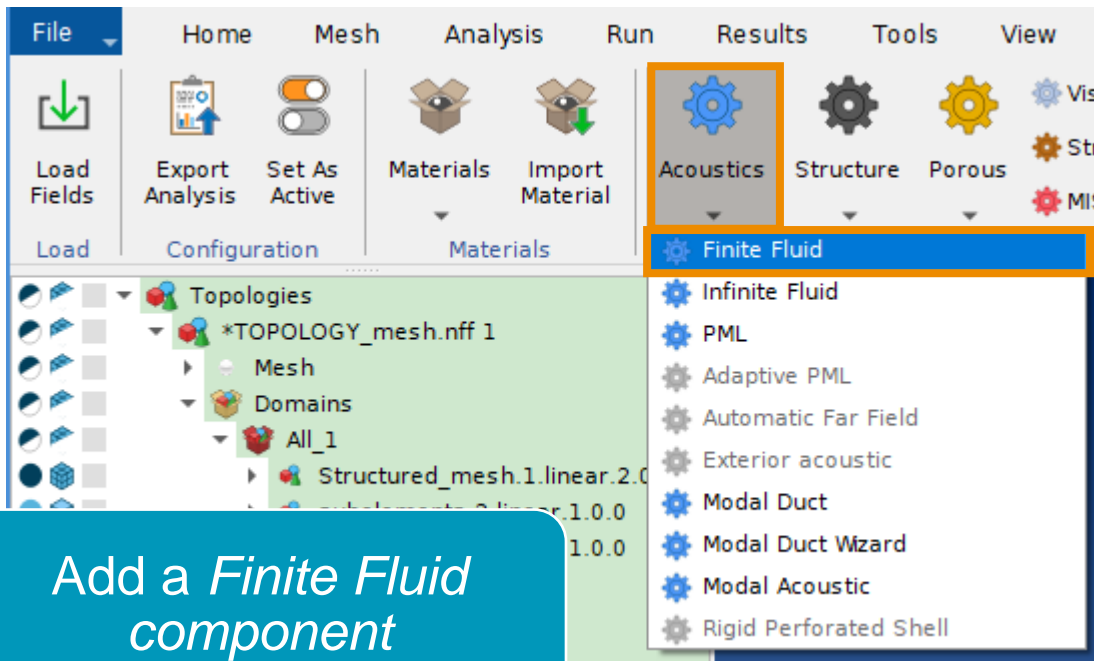 File Home Mesh Analysis Run Results Tools View
Load Fields
Export Analysis
Set As Active
Materials
Import Material
Acoustics
Structure
Porous
Load
Configuration
Materials
Finite Fluid
Infinite Fluid
PML
Adaptive PML
Automatic Far Field
Exterior acoustic
Modal Duct
Modal Duct Wizard
Modal Acoustic
Rigid Perforated Shell
Topologies
*TOPOLOGY_mesh.nff 1
Mesh
Domains
All_1
Structured_mesh.1.linear.2.0
1.0.0
Add a Finite Fluid
component